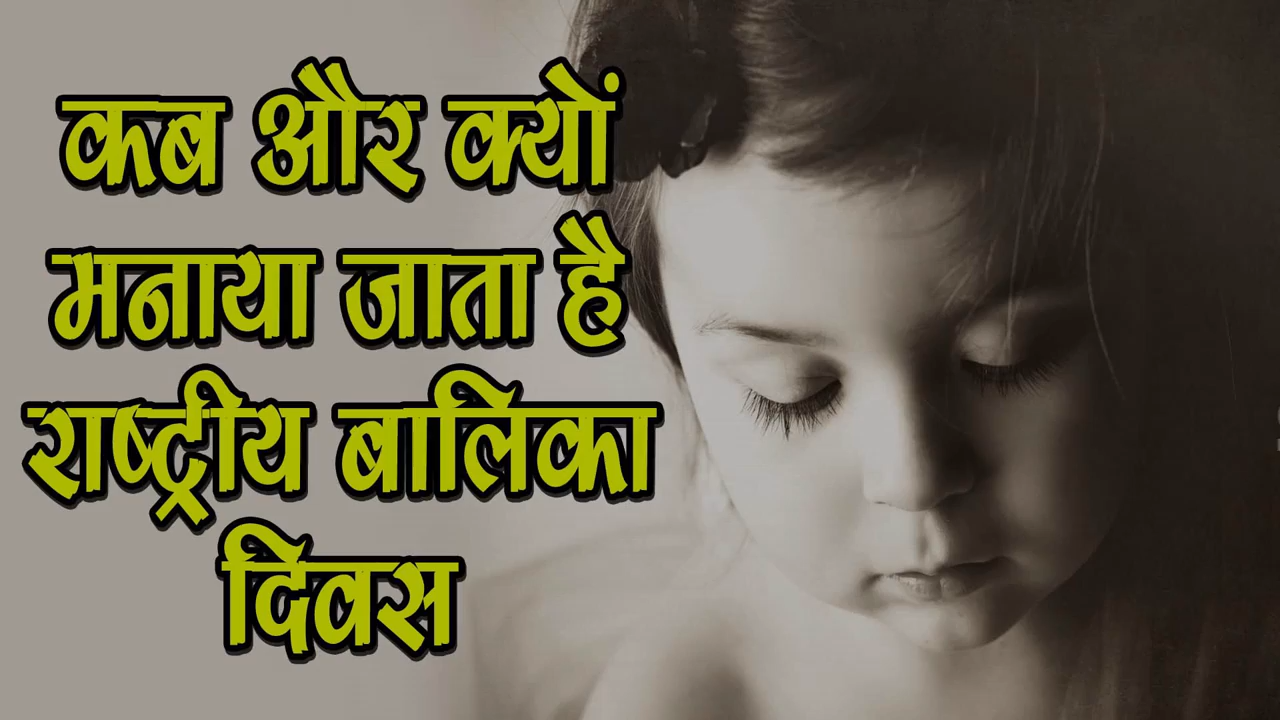 कब और क्यों
मनाया जाता है
राष्ट्रीय बालिका
दिवस